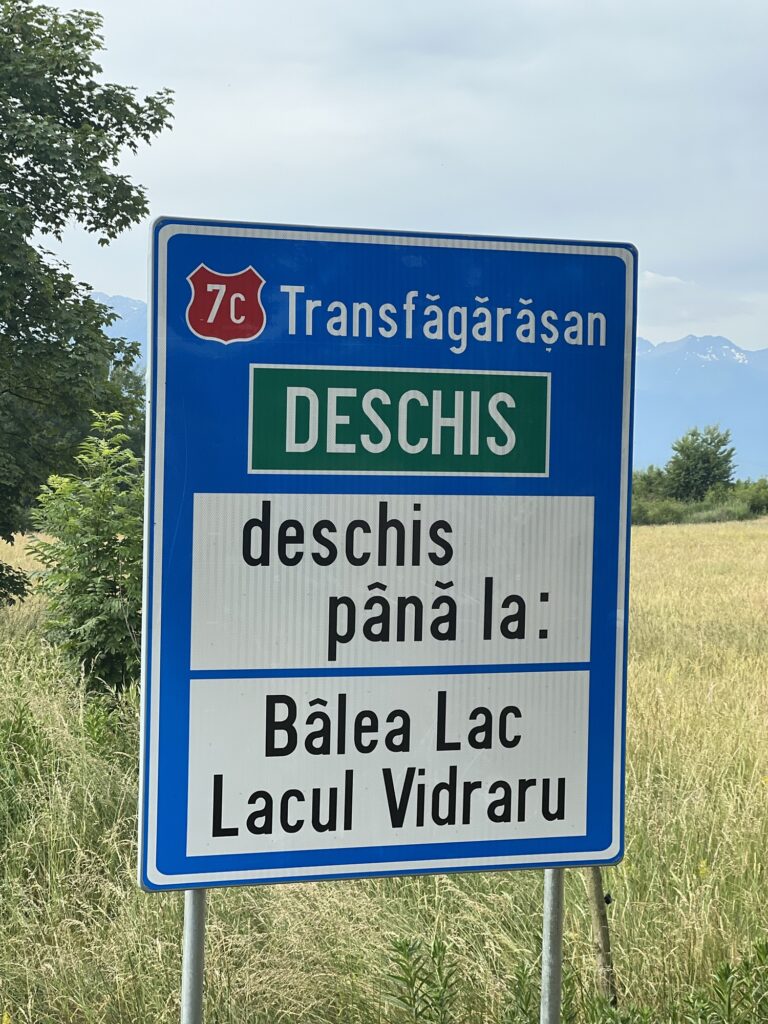 7C Transfăgărășan
DESCHIS
deschis
până la:
Bâlea Lac
Lacul Vidraru